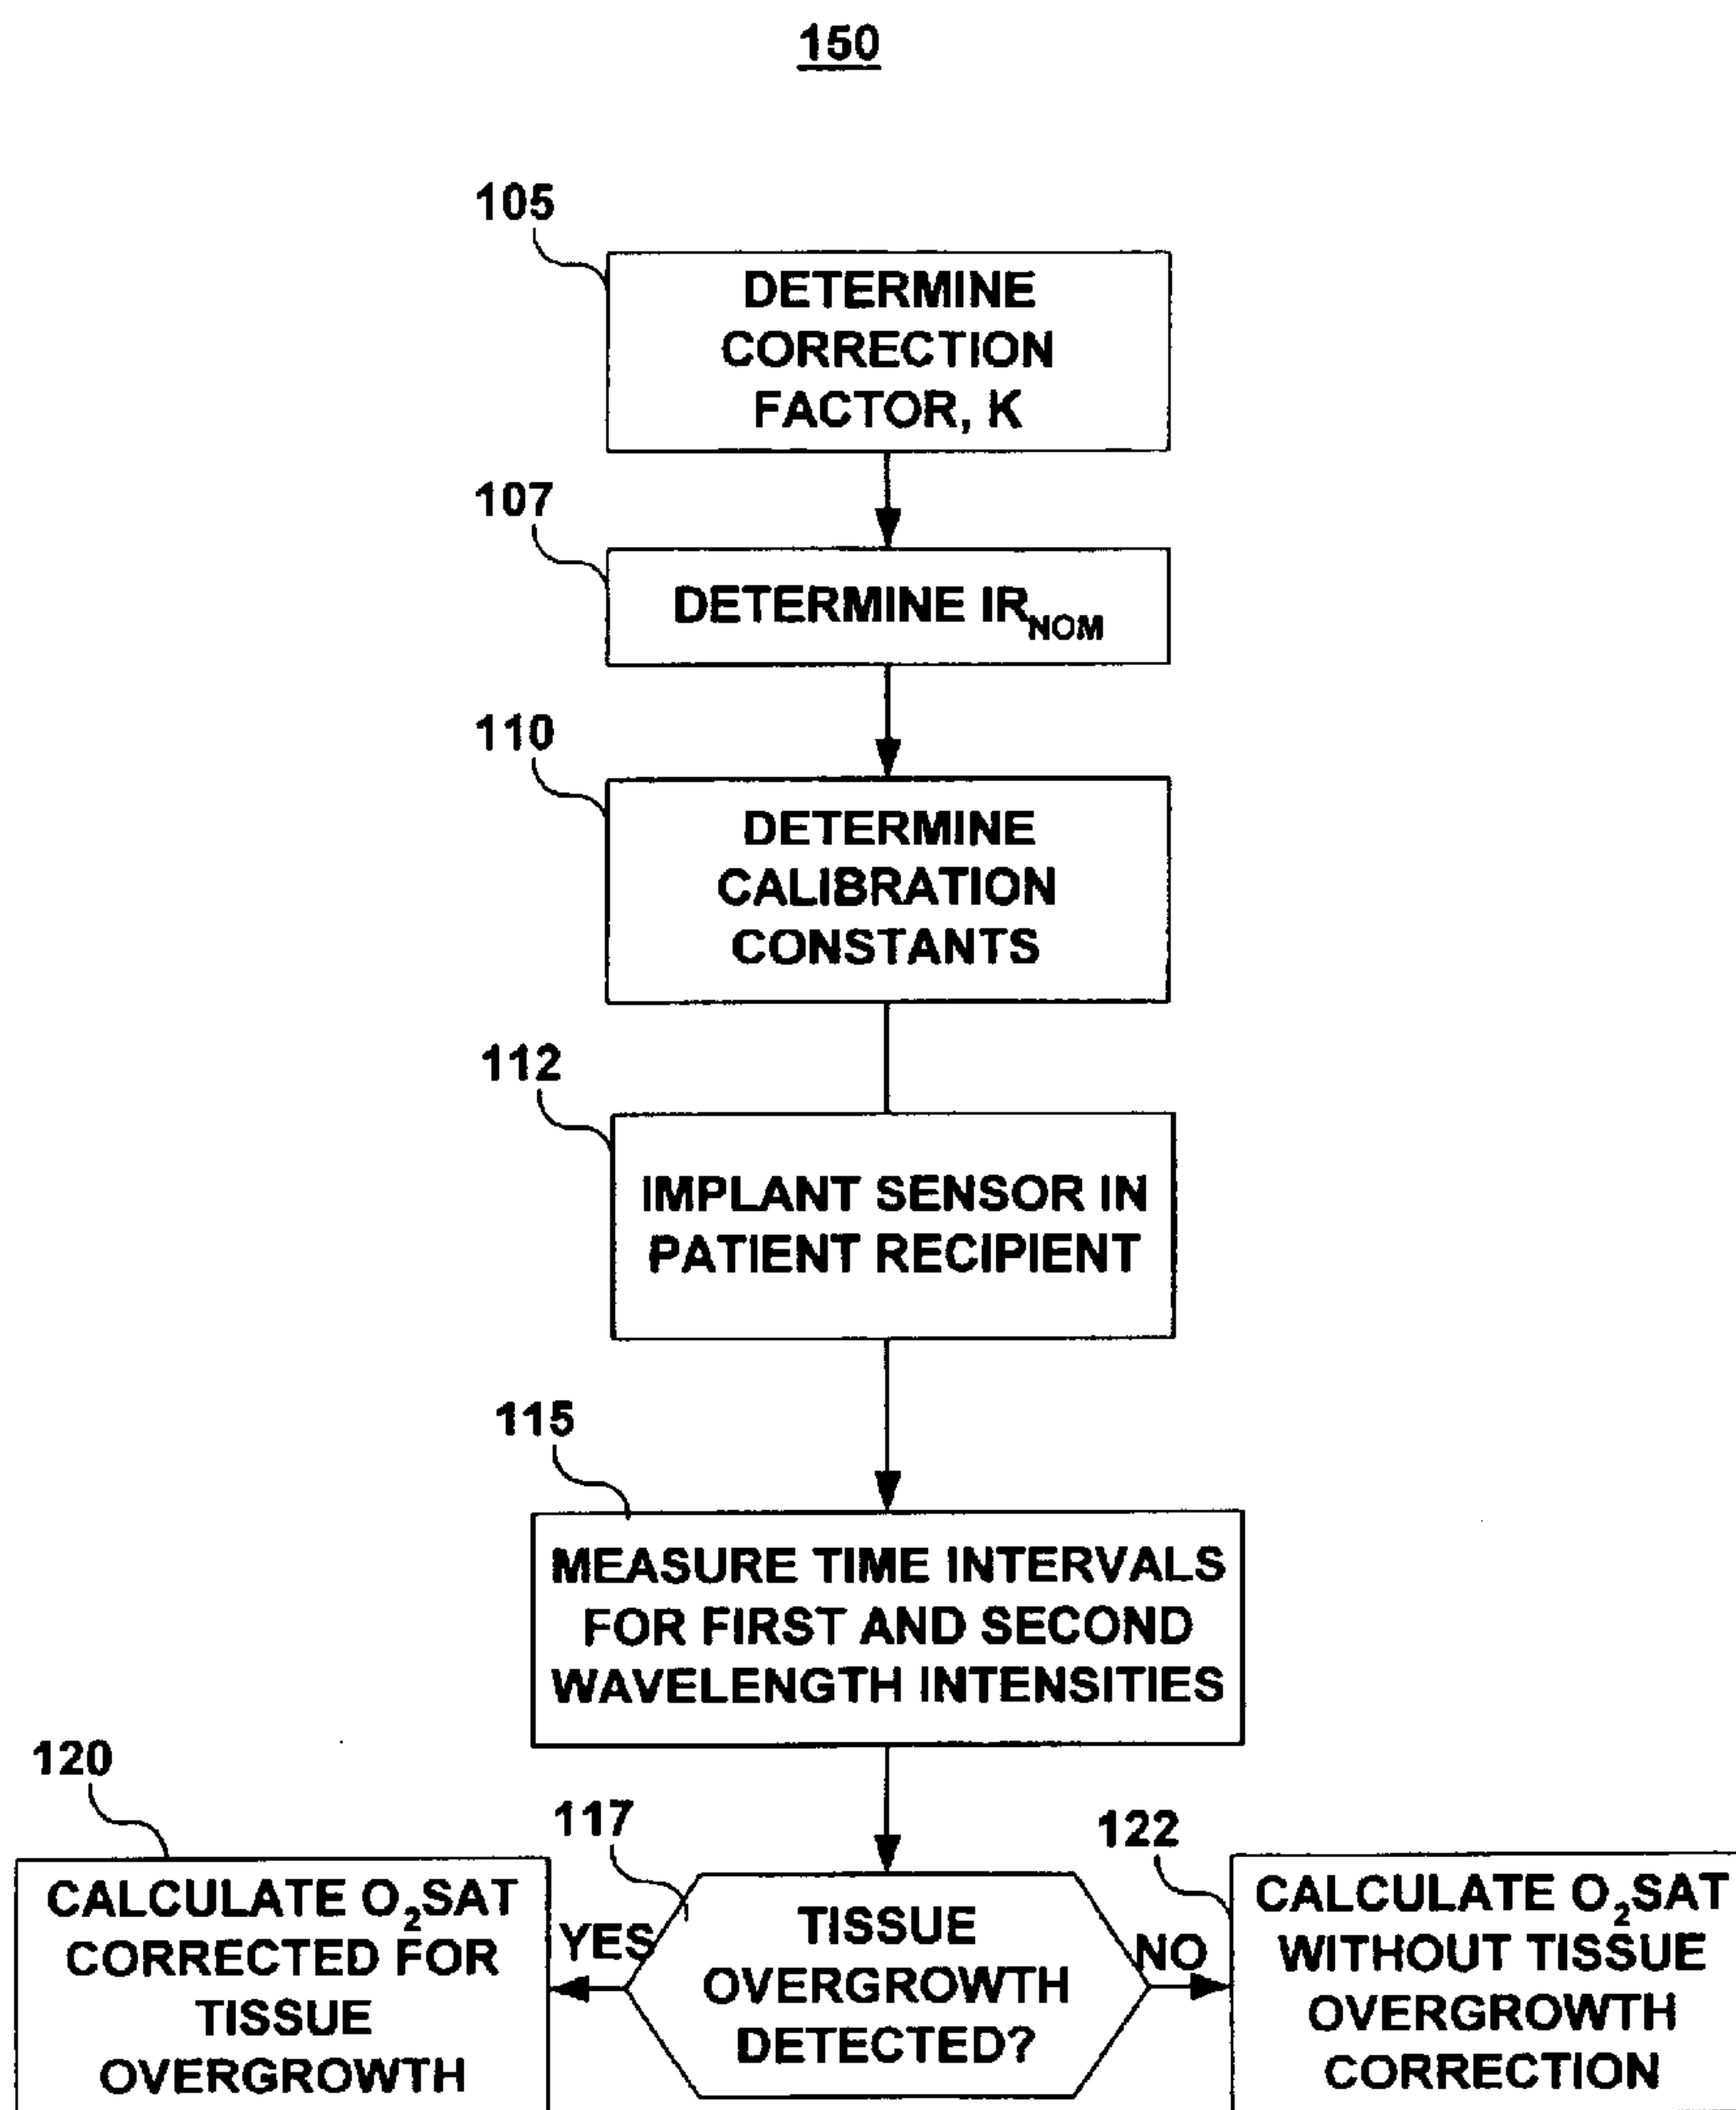 150
105
DETERMINE
CORRECTION
FACTOR, K
107
DETERMINE IR_NOM
110
DETERMINE
CALIBRATION
CONSTANTS
112
IMPLANT SENSOR IN
PATIENT RECIPIENT
115
MEASURE TIME INTERVALS
FOR FIRST AND SECOND
WAVELENGTH INTENSITIES
120
CALCULATE O₂SAT
CORRECTED FOR
TISSUE
OVERGROWTH
YES
117
TISSUE
OVERGROWTH
DETECTED?
NO
122
CALCULATE O₂SAT
WITHOUT TISSUE
OVERGROWTH
CORRECTION